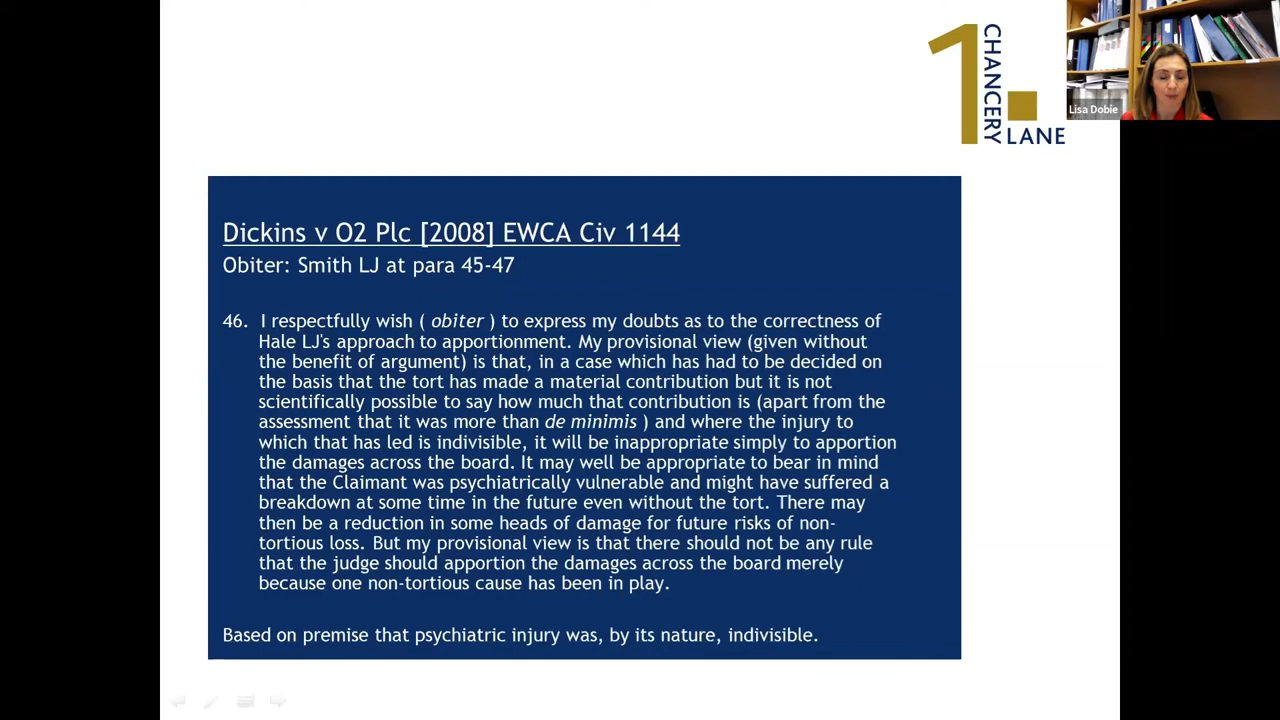 1 CHANCERY LANE
Lisa Dobie
Dickins v O2 Plc [2008] EWCA Civ 1144
Obiter: Smith LJ at para 45-47
46. I respectfully wish ( obiter ) to express my doubts as to the correctness of
Hale LJ's approach to apportionment. My provisional view (given without
the benefit of argument) is that, in a case which has had to be decided on
the basis that the tort has made a material contribution but it is not
scientifically possible to say how much that contribution is (apart from the
assessment that it was more than de minimis ) and where the injury to
which that has led is indivisible, it will be inappropriate simply to apportion
the damages across the board. It may well be appropriate to bear in mind
that the Claimant was psychiatrically vulnerable and might have suffered a
breakdown at some time in the future even without the tort. There may
then be a reduction in some heads of damage for future risks of non-
tortious loss. But my provisional view is that there should not be any rule
that the judge should apportion the damages across the board merely
because one non-tortious cause has been in play.
Based on premise that psychiatric injury was, by its nature, indivisible.